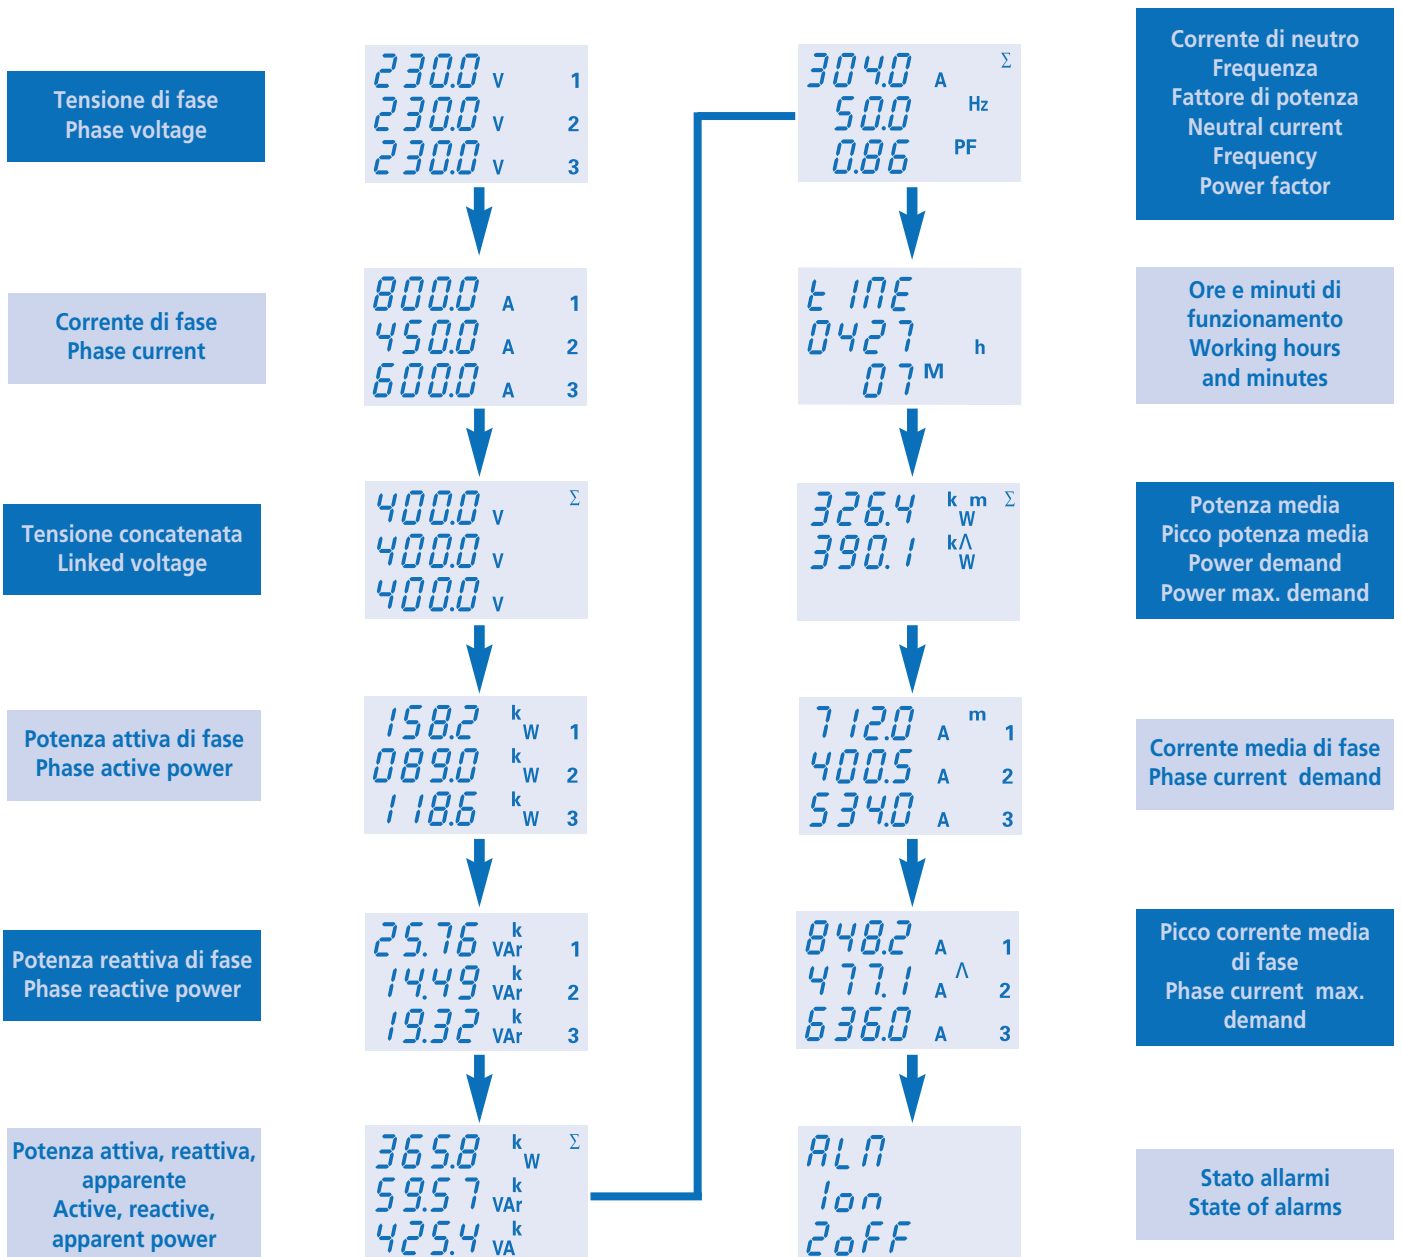 Tensione di fase
Phase voltage
230.0 V 1
230.0 V 2
230.0 V 3
Corrente di fase
Phase current
800.0 A 1
450.0 A 2
600.0 A 3
Tensione concatenata
Linked voltage
400.0 V Σ
400.0 V
400.0 V
Potenza attiva di fase
Phase active power
158.2 kW 1
089.0 kW 2
118.6 kW 3
Potenza reattiva di fase
Phase reactive power
25.76 kVAr 1
14.49 kVAr 2
19.32 kVAr 3
Potenza attiva, reattiva,
apparente
Active, reactive,
apparent power
365.8 kW Σ
59.57 kVAr
425.4 kVA
304.0 A Σ
50.0 Hz
0.86 PF
Corrente di neutro
Frequenza
Fattore di potenza
Neutral current
Frequency
Power factor
tIME
0427 h
07 M
Ore e minuti di
funzionamento
Working hours
and minutes
326.4 kW m Σ
390.1 kW Λ
Potenza media
Picco potenza media
Power demand
Power max. demand
712.0 A m 1
400.5 A 2
534.0 A 3
Corrente media di fase
Phase current demand
848.2 A 1
477.1 A Λ 2
636.0 A 3
Picco corrente media
di fase
Phase current max.
demand
ALM
1on
2oFF
Stato allarmi
State of alarms